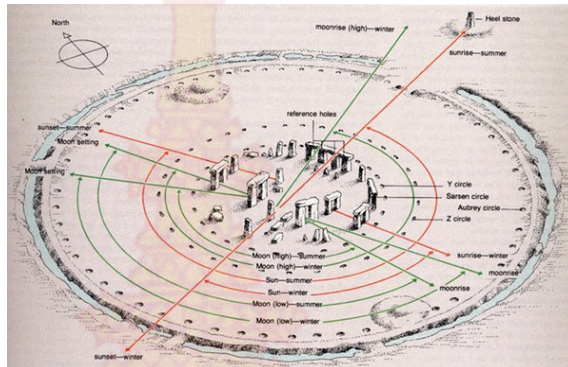 North
moonrise (high)—winter
Heel stone
sunrise—summer
reference holes
sunset—summer
Moon setting
Moon setting
Y circle
Sarsen circle
Aubrey circle
Z circle
Moon (high)—summer
Moon (high)—winter
Sun—summer
Sun—winter
Moon (low)—summer
Moon (low)—winter
sunrise—winter
moonrise
moonrise
sunset—winter